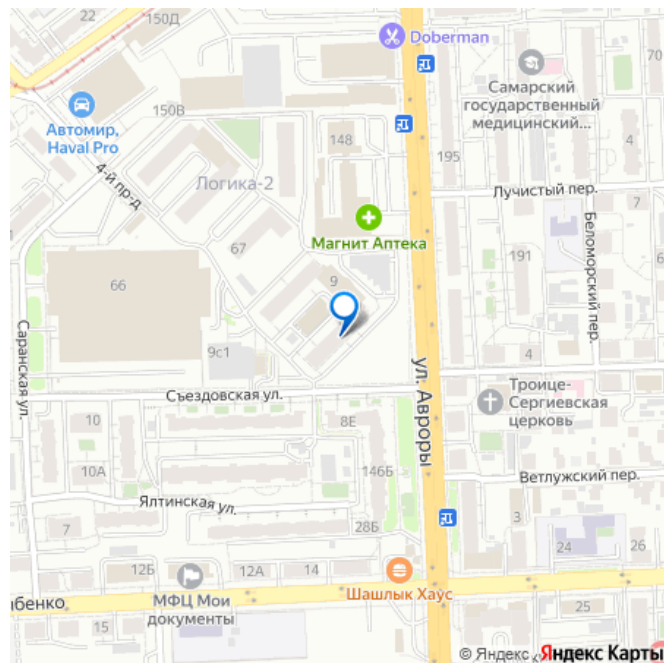 150Д
Doberman
70
Автомир,
Haval Pro
150В
148
Самарский
государственный
медицинский...
4
195
4-й пр-д
Логика-2
Лучистый пер.
Магнит Аптека
67
191
Беломорский пер.
66
9
9с1
Саранская ул.
ул. Авроры
4
Съездовская ул.
Троице-
Сергиевская
церковь
10
8Е
10А
146Б
Ветлужский пер.
Ялтинская ул.
7
28Б
3
24
26
12Б
12А
14
Шашлык Хаус
бенко
МФЦ Мои
документы
15
25
© Яндекс
Яндекс Карты